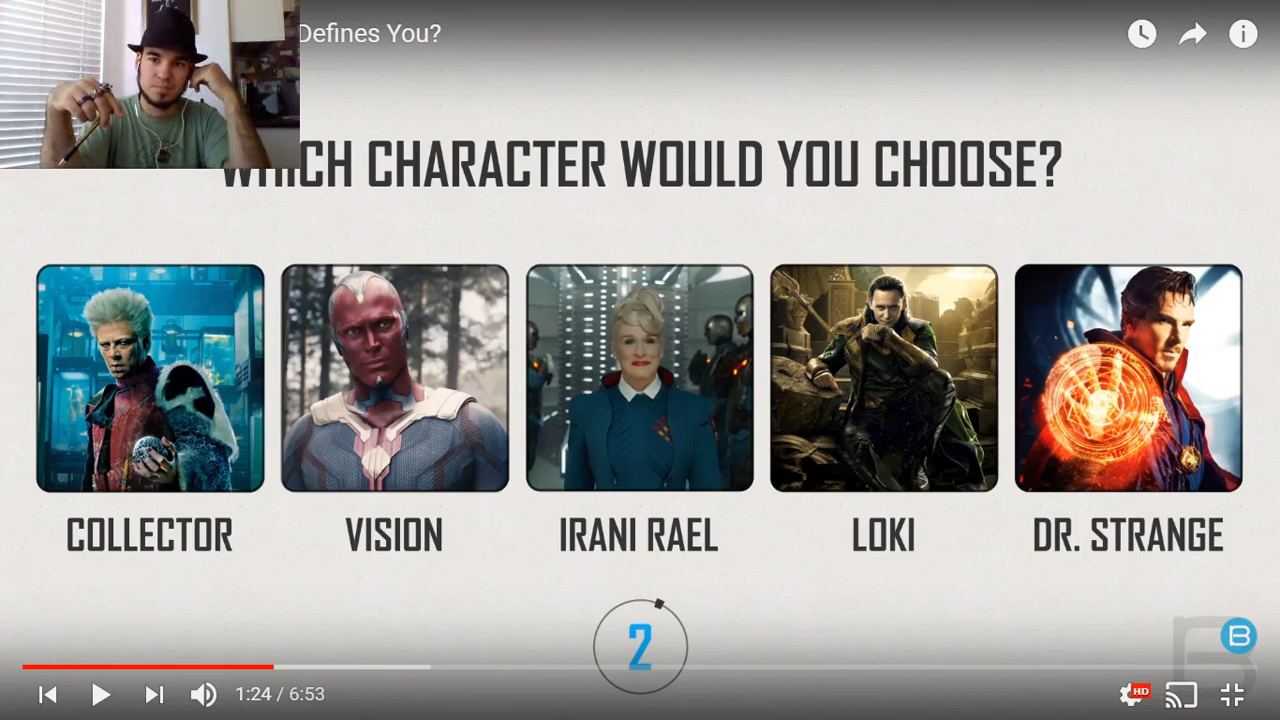 Defines You?
WHICH CHARACTER WOULD YOU CHOOSE?
COLLECTOR
VISION
IRANI RAEL
LOKI
DR. STRANGE
2
B
1:24 / 6:53
HD